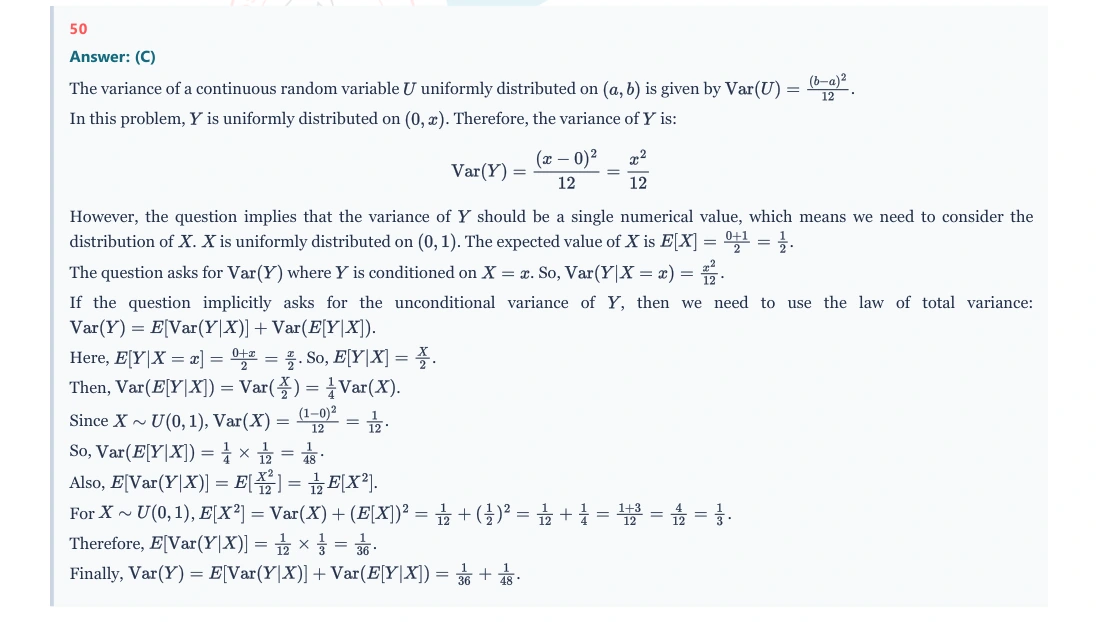 50
Answer: (C)
The variance of a continuous random variable U uniformly distributed on (a, b) is given by Var(U) = (b−a)²/12.
In this problem, Y is uniformly distributed on (0, x). Therefore, the variance of Y is:
Var(Y) = (x − 0)²/12 = x²/12
However, the question implies that the variance of Y should be a single numerical value, which means we need to consider the
distribution of X. X is uniformly distributed on (0, 1). The expected value of X is E[X] = 0+1/2 = 1/2.
The question asks for Var(Y) where Y is conditioned on X = x. So, Var(Y|X = x) = x²/12.
If the question implicitly asks for the unconditional variance of Y, then we need to use the law of total variance:
Var(Y) = E[Var(Y|X)] + Var(E[Y|X]).
Here, E[Y|X = x] = 0+x/2 = x/2. So, E[Y|X] = X/2.
Then, Var(E[Y|X]) = Var(X/2) = 1/4 Var(X).
Since X ∼ U(0, 1), Var(X) = (1−0)²/12 = 1/12.
So, Var(E[Y|X]) = 1/4 × 1/12 = 1/48.
Also, E[Var(Y|X)] = E[X²/12] = 1/12 E[X²].
For X ∼ U(0, 1), E[X²] = Var(X) + (E[X])² = 1/12 + (1/2)² = 1/12 + 1/4 = 1+3/12 = 4/12 = 1/3.
Therefore, E[Var(Y|X)] = 1/12 × 1/3 = 1/36.
Finally, Var(Y) = E[Var(Y|X)] + Var(E[Y|X]) = 1/36 + 1/48.